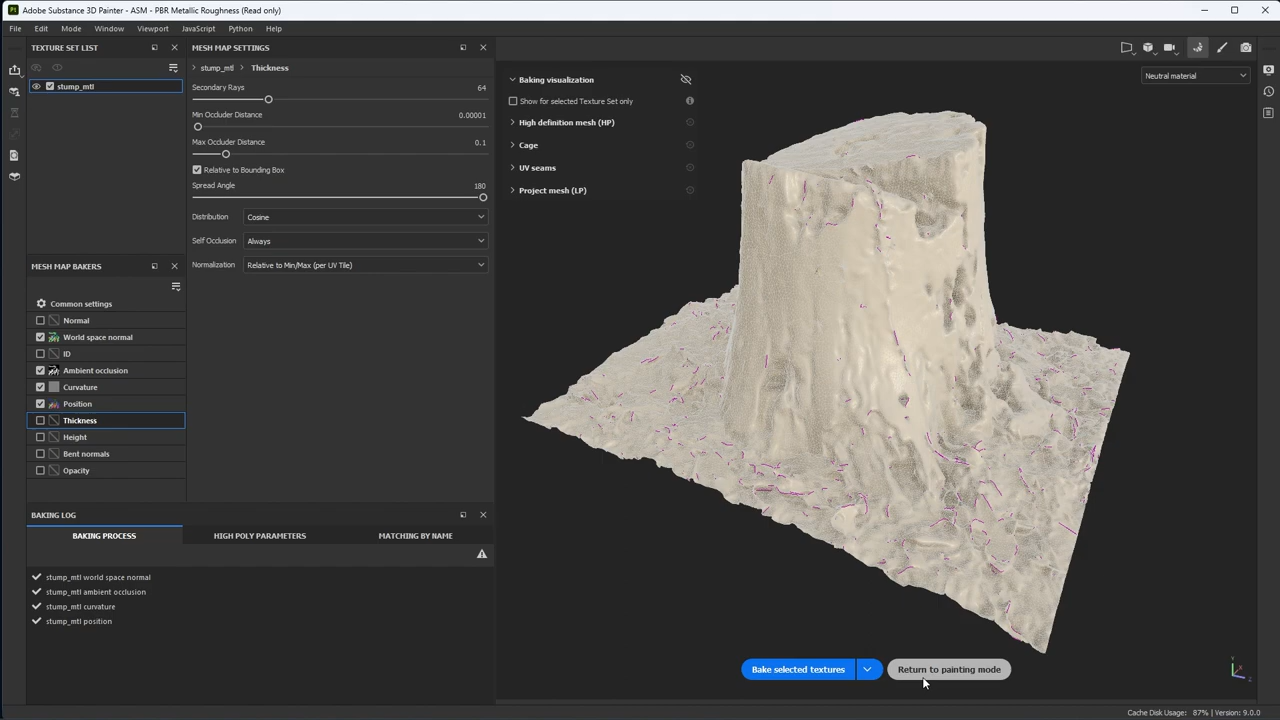 Adobe Substance 3D Painter - ASM - PBR Metallic Roughness (Read only)
File Edit Mode Window Viewport JavaScript Python Help
TEXTURE SET LIST
stump_mtl
MESH MAP SETTINGS
stump_mtl > Thickness
Secondary Rays 64
Min Occluder Distance 0.00001
Max Occluder Distance 0.1
Relative to Bounding Box
Spread Angle 180
Distribution Cosine
Self Occlusion Always
Normalization Relative to Min/Max (per UV Tile)
Baking visualization
Show for selected Texture Set only
High definition mesh (HP)
Cage
UV seams
Project mesh (LP)
Neutral material
MESH MAP BAKERS
Common settings
Normal
World space normal
ID
Ambient occlusion
Curvature
Position
Thickness
Height
Bent normals
Opacity
BAKING LOG
BAKING PROCESS HIGH POLY PARAMETERS MATCHING BY NAME
stump_mtl world space normal
stump_mtl ambient occlusion
stump_mtl curvature
stump_mtl position
Bake selected textures
Return to painting mode
Cache Disk Usage: 87% | Version: 9.0.0